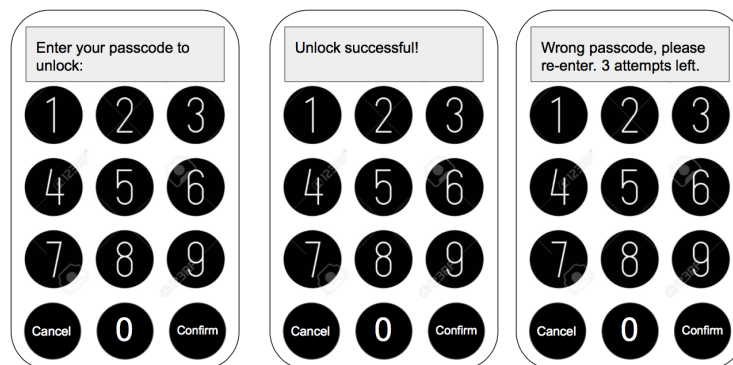 Enter your passcode to
unlock:
1 2 3
4 5 6
7 8 9
Cancel 0 Confirm
Unlock successful!
1 2 3
4 5 6
7 8 9
Cancel 0 Confirm
Wrong passcode, please
re-enter. 3 attempts left.
1 2 3
4 5 6
7 8 9
Cancel 0 Confirm